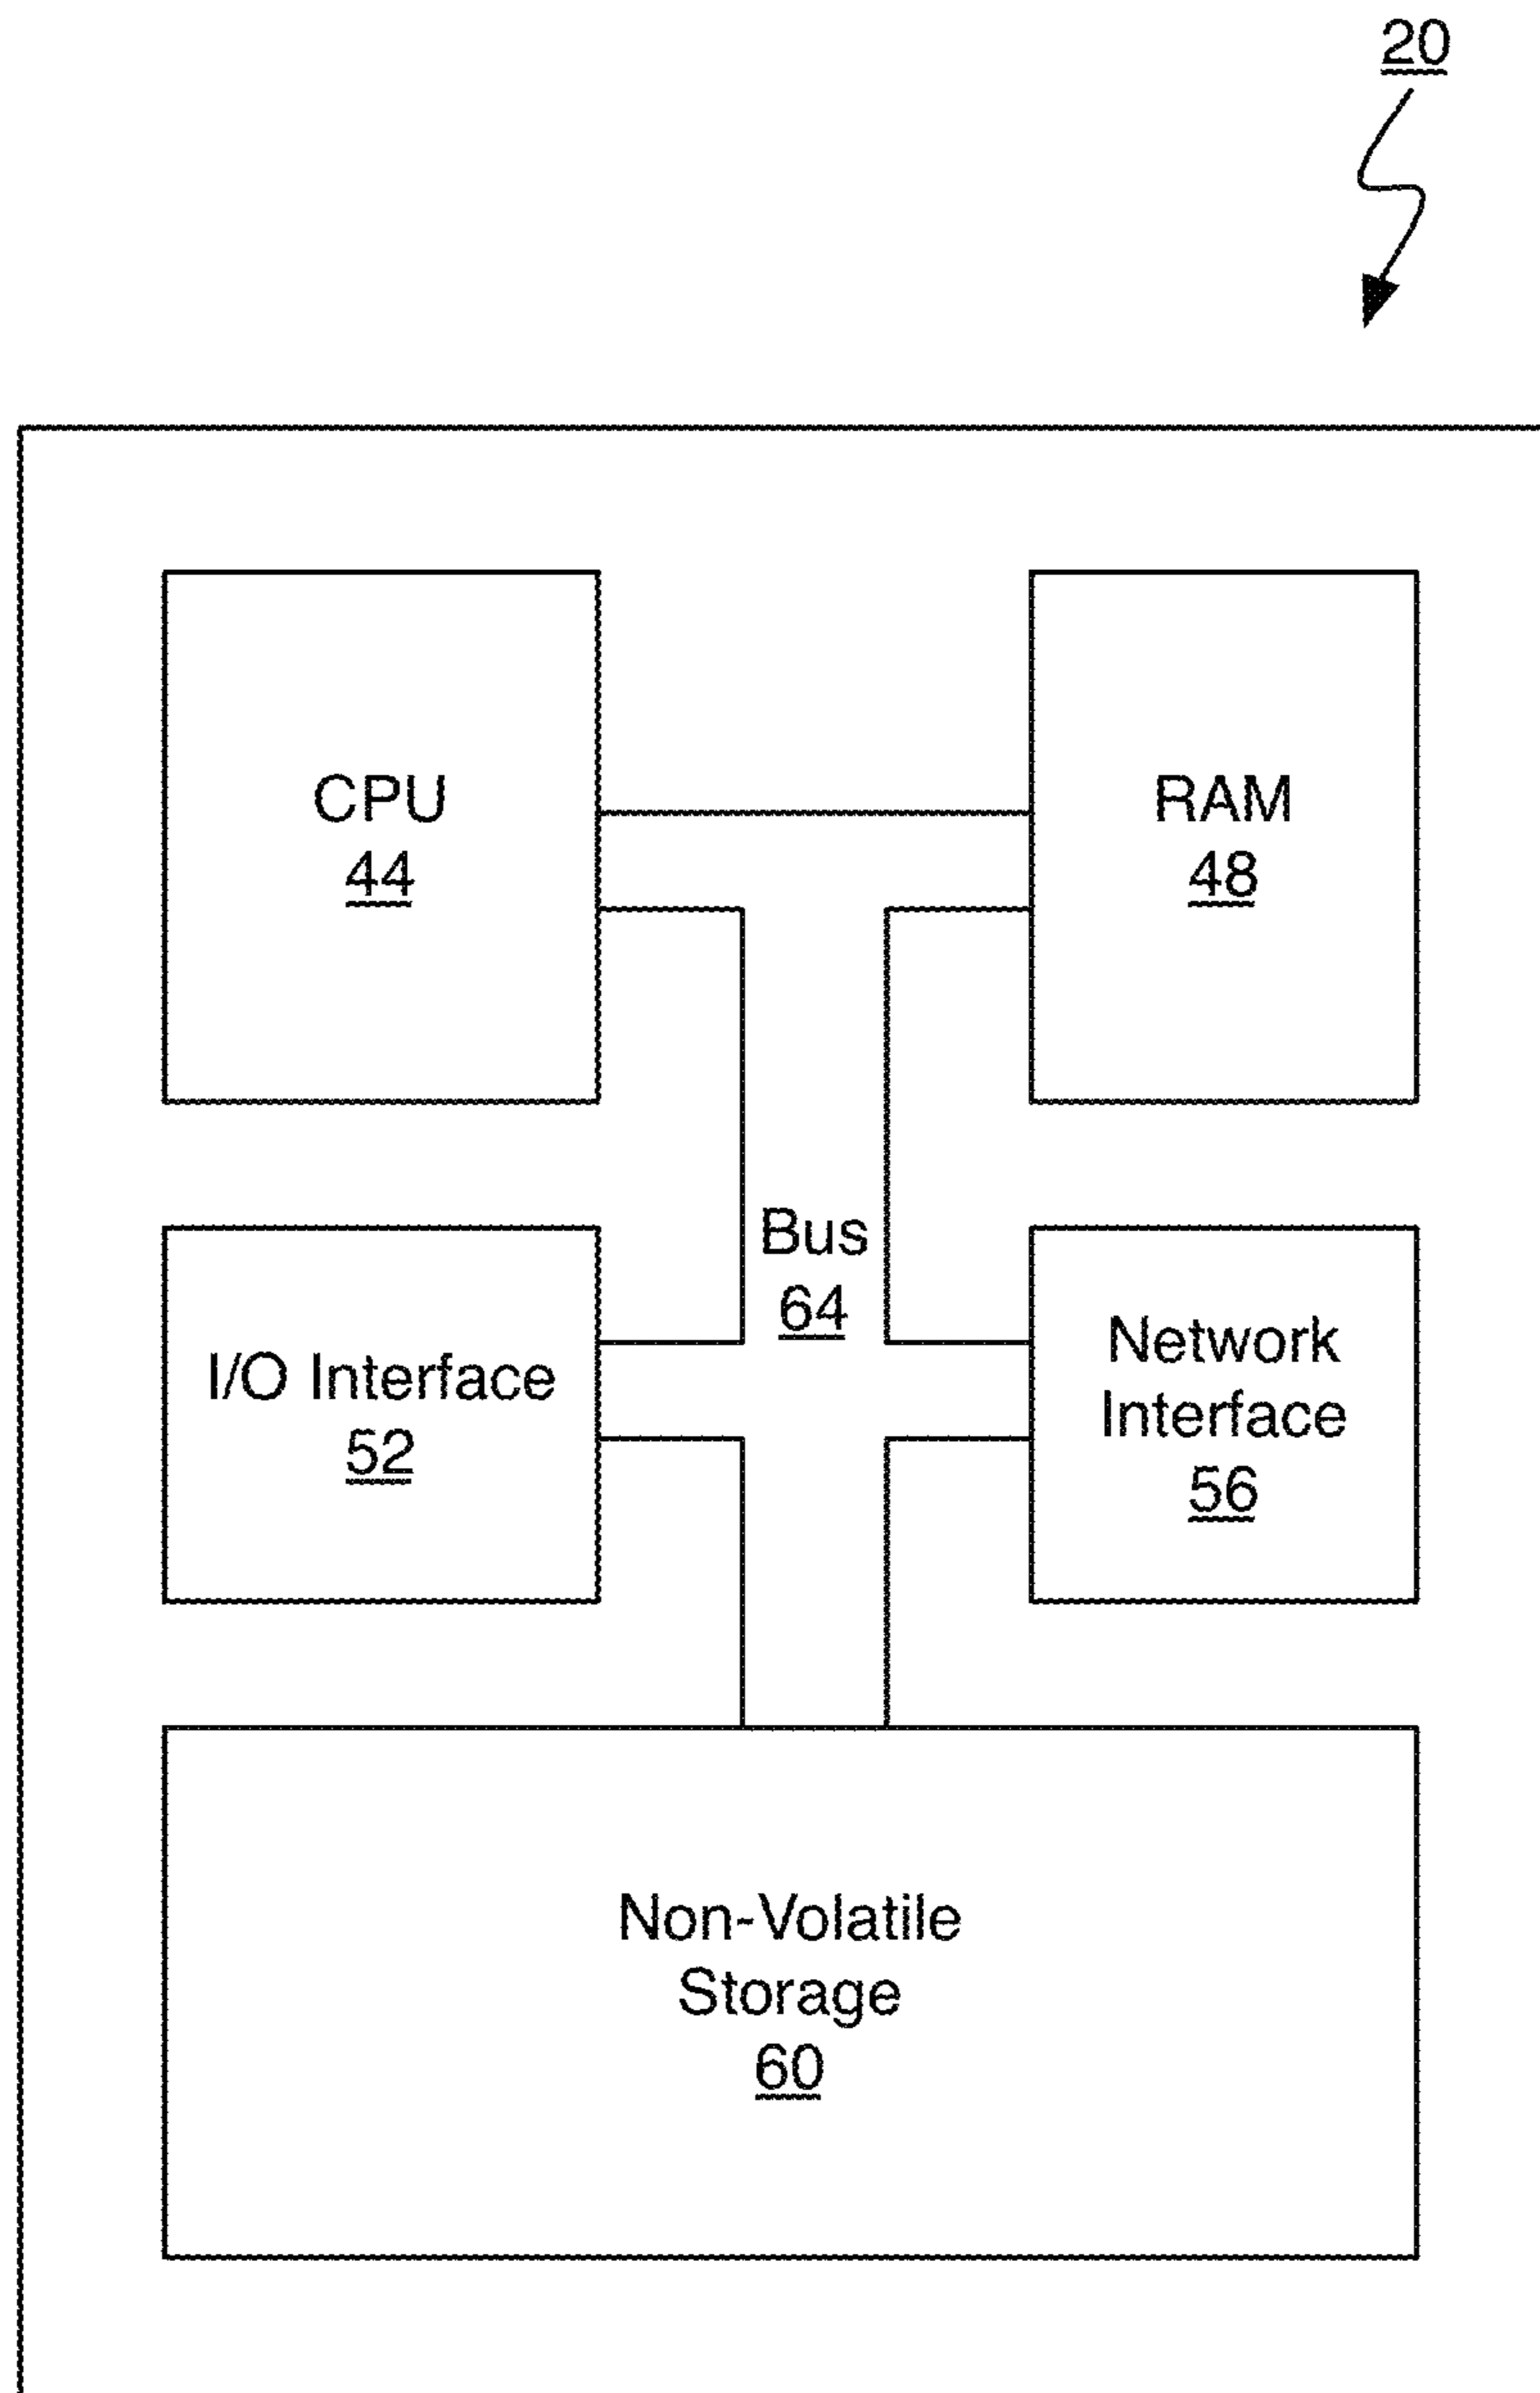 20
CPU
44
RAM
48
Bus
64
I/O Interface
52
Network
Interface
56
Non-Volatile
Storage
60